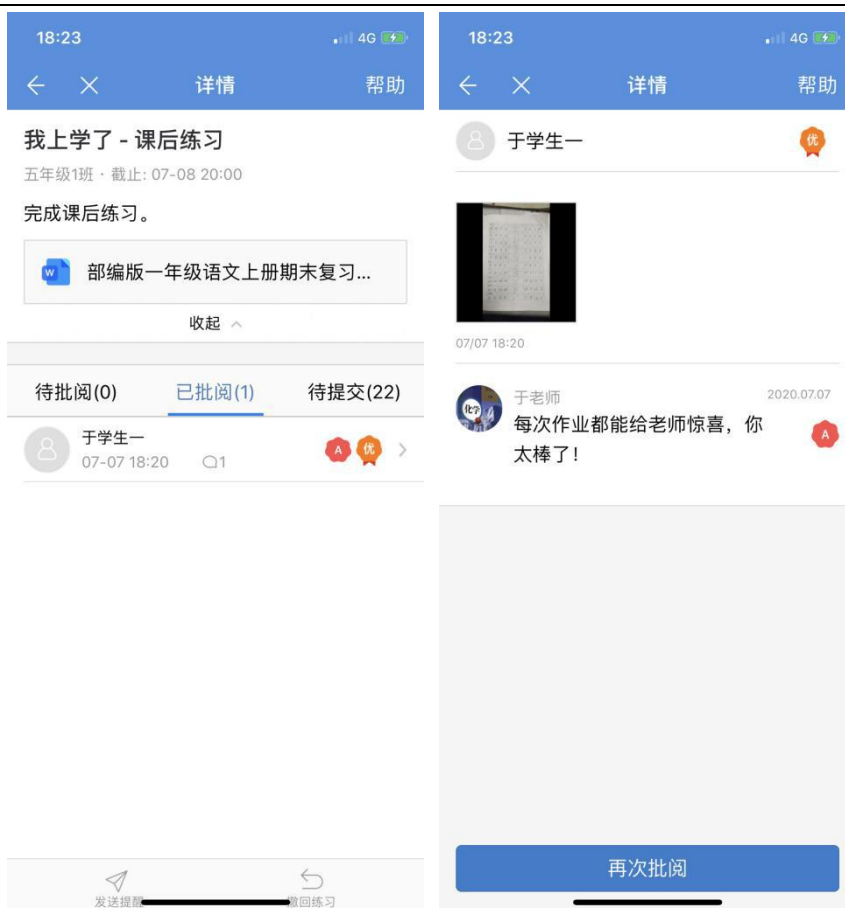 18:23
4G
详情
帮助
我上学了 - 课后练习
五年级1班 · 截止: 07-08 20:00
完成课后练习。
W
部编版一年级语文上册期末复习...
收起
待批阅(0)
已批阅(1)
待提交(22)
于学生一
07-07 18:20
1
A
优
发送提醒
撤回练习
18:23
4G
详情
帮助
于学生一
优
07/07 18:20
化学
于老师
2020.07.07
每次作业都能给老师惊喜，你
太棒了！
A
再次批阅